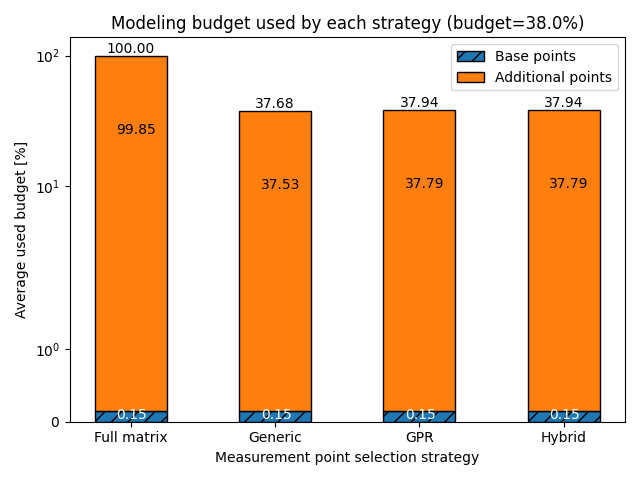 Modeling budget used by each strategy (budget=38.0%)
Base points
Additional points
100.00
37.68
37.94
37.94
99.85
37.53
37.79
37.79
0.15
0.15
0.15
0.15
10²
10¹
10⁰
0
Average used budget [%]
Full matrix
Generic
GPR
Hybrid
Measurement point selection strategy